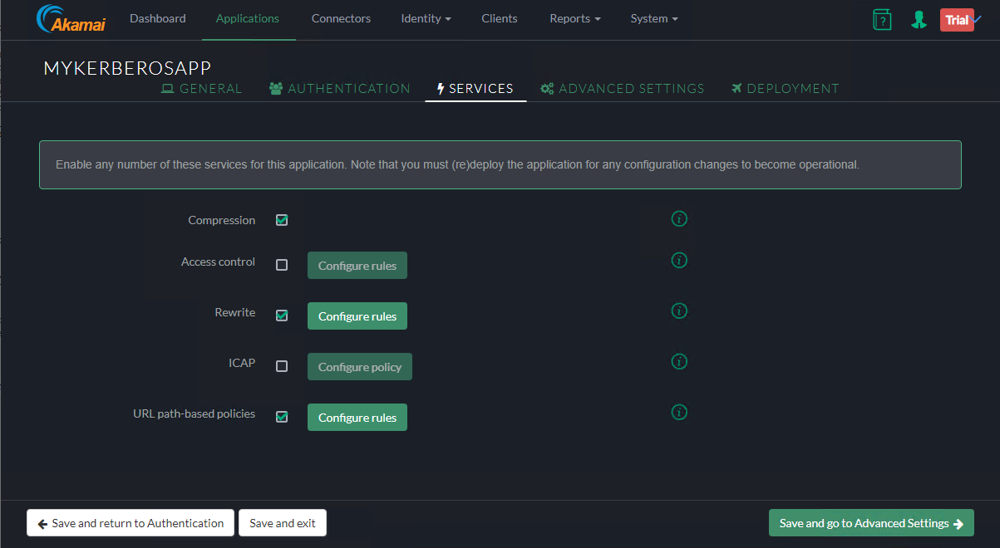 Akamai Dashboard Applications Connectors Identity Clients Reports System Trial
MYKERBEROSAPP
GENERAL AUTHENTICATION SERVICES ADVANCED SETTINGS DEPLOYMENT
Enable any number of these services for this application. Note that you must (re)deploy the application for any configuration changes to become operational.
Compression
Access control Configure rules
Rewrite Configure rules
ICAP Configure policy
URL path-based policies Configure rules
Save and return to Authentication Save and exit Save and go to Advanced Settings